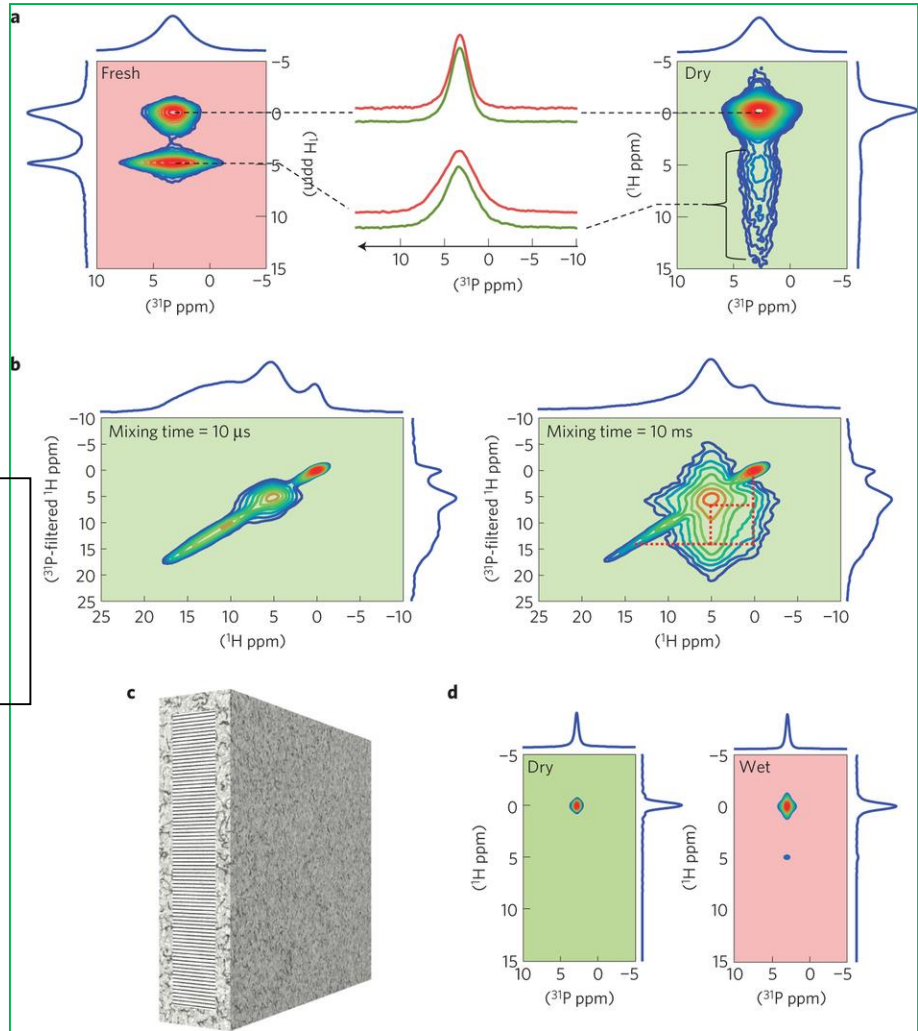 a
Fresh
−5
0
5
10
15
(¹H ppm)
10 5 0 −5
(³¹P ppm)
10 5 0 −5 −10
(³¹P ppm)
Dry
−5
0
5
10
15
(¹H ppm)
10 5 0 −5
(³¹P ppm)
b
Mixing time = 10 μs
−10
−5
0
5
10
15
20
25
(³¹P-filtered ¹H ppm)
25 20 15 10 5 0 −5 −10
(¹H ppm)
Mixing time = 10 ms
−10
−5
0
5
10
15
20
25
(³¹P-filtered ¹H ppm)
25 20 15 10 5 0 −5 −10
(¹H ppm)
c
d
Dry
−5
0
5
10
15
(¹H ppm)
10 5 0 −5
(³¹P ppm)
Wet
−5
0
5
10
15
(¹H ppm)
10 5 0 −5
(³¹P ppm)